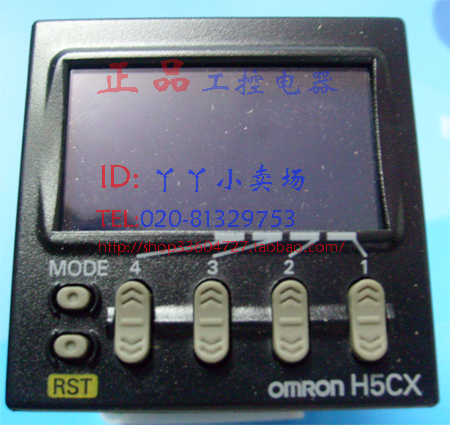 正品工控电器
ID: 丫丫小卖场
TEL:020-81329753
MODE 4 3 2 1
RST
OMRON H5CX